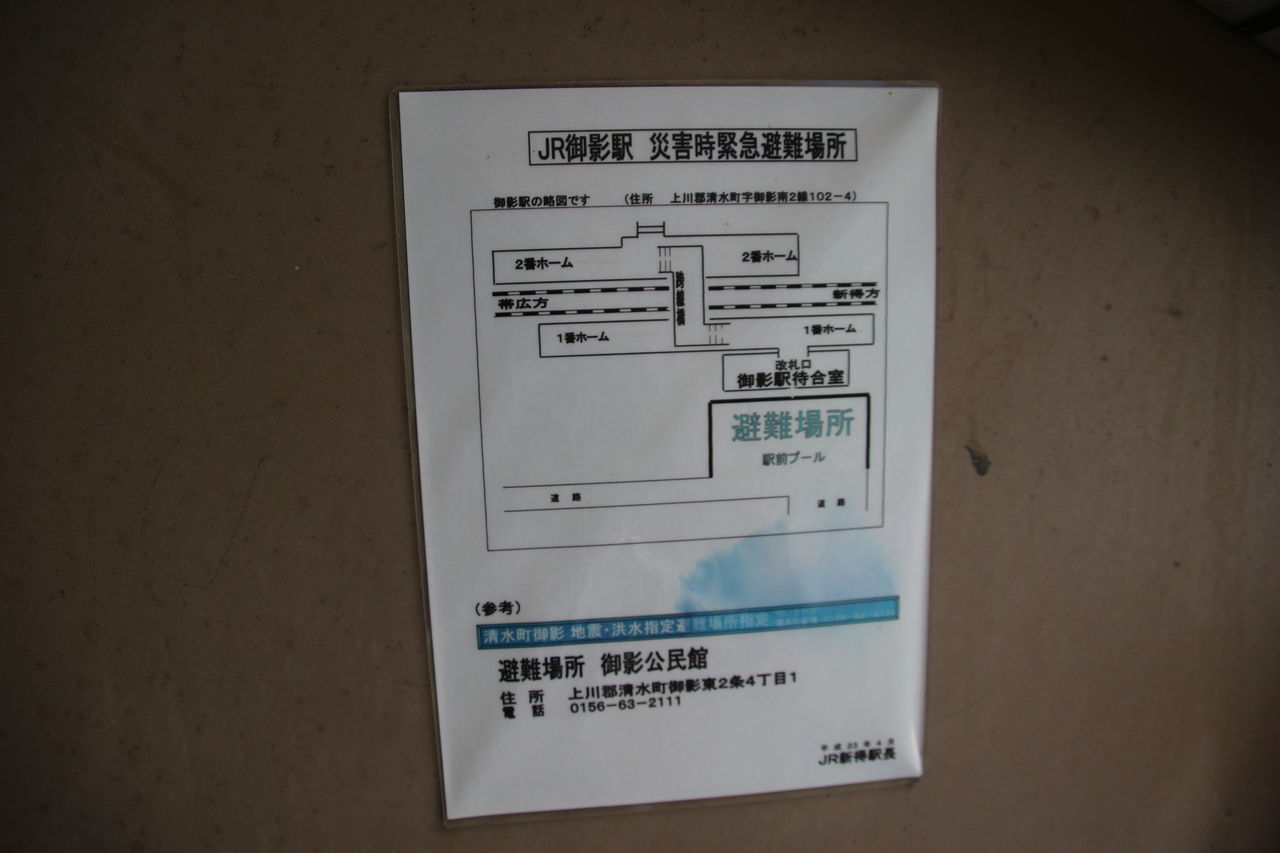 JR御影駅 災害時緊急避難場所
御影駅の略図です （住所 上川郡清水町字御影南2線102－4）
2番ホーム 2番ホーム
跨線橋
帯広方 新得方
1番ホーム 1番ホーム
改札口
御影駅待合室
避難場所
駅前プール
道 路 道 路
（参考）
清水町御影 地震・洪水指定避難場所指定
避難場所 御影公民館
住 所 上川郡清水町御影東2条4丁目1
電 話 0156－63－2111
平成23年4月
JR新得駅長